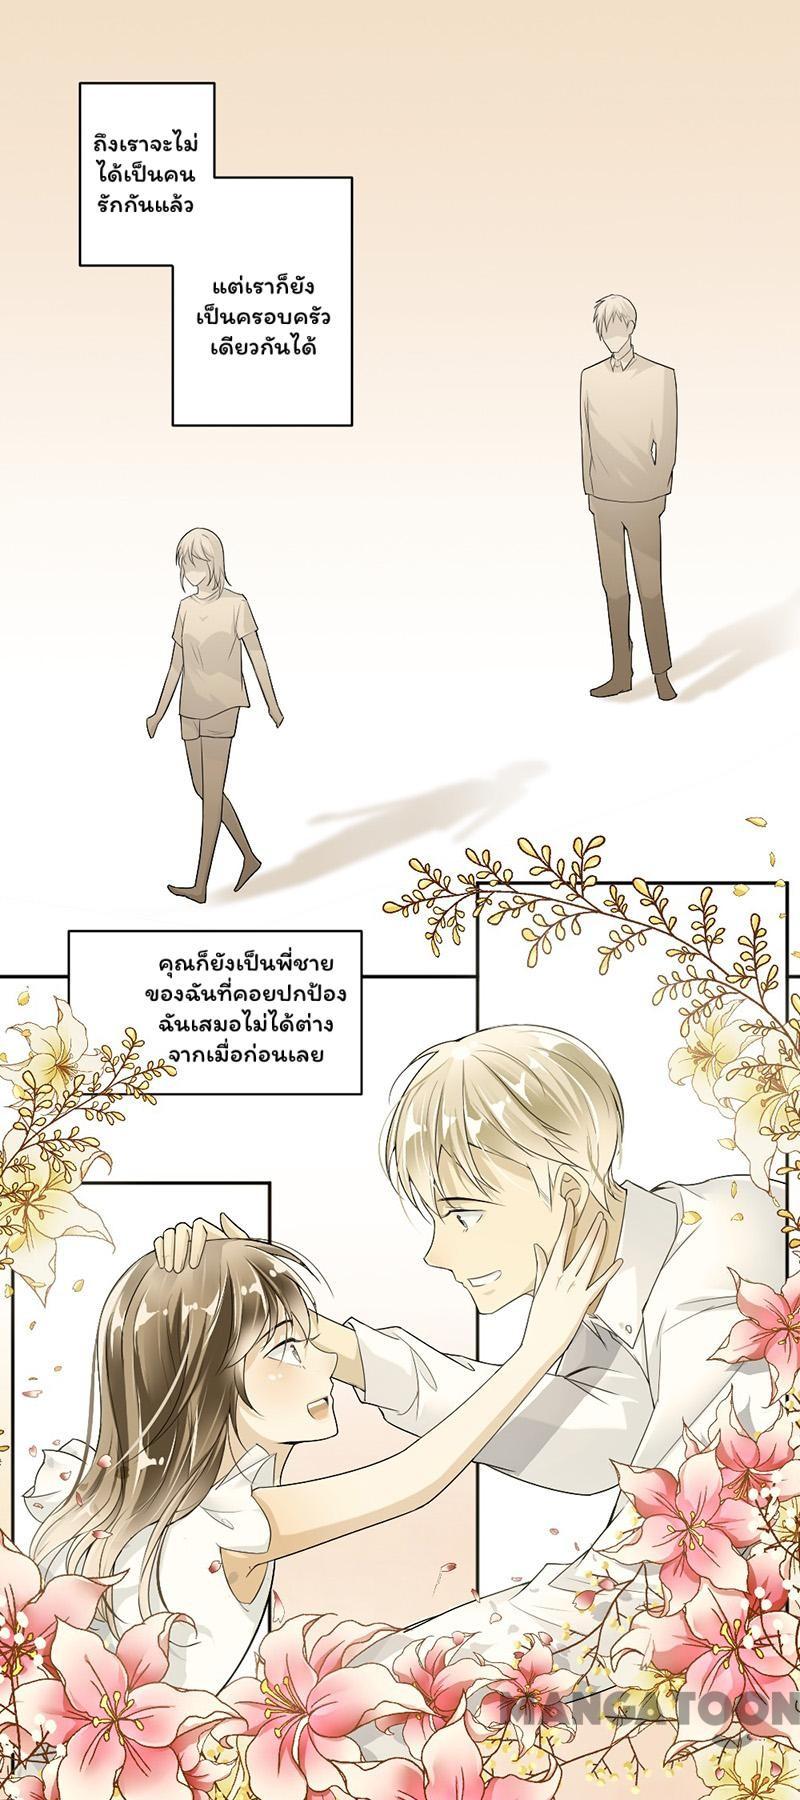 ถึงเราจะไม่
ได้เป็นคน
รักกันแล้ว
แต่เราก็ยัง
เป็นครอบครัว
เดียวกันได้
คุณก็ยังเป็นพี่ชาย
ของฉันที่คอยปกป้อง
ฉันเสมอไม่ได้ต่าง
จากเมื่อก่อนเลย
MANGATOON